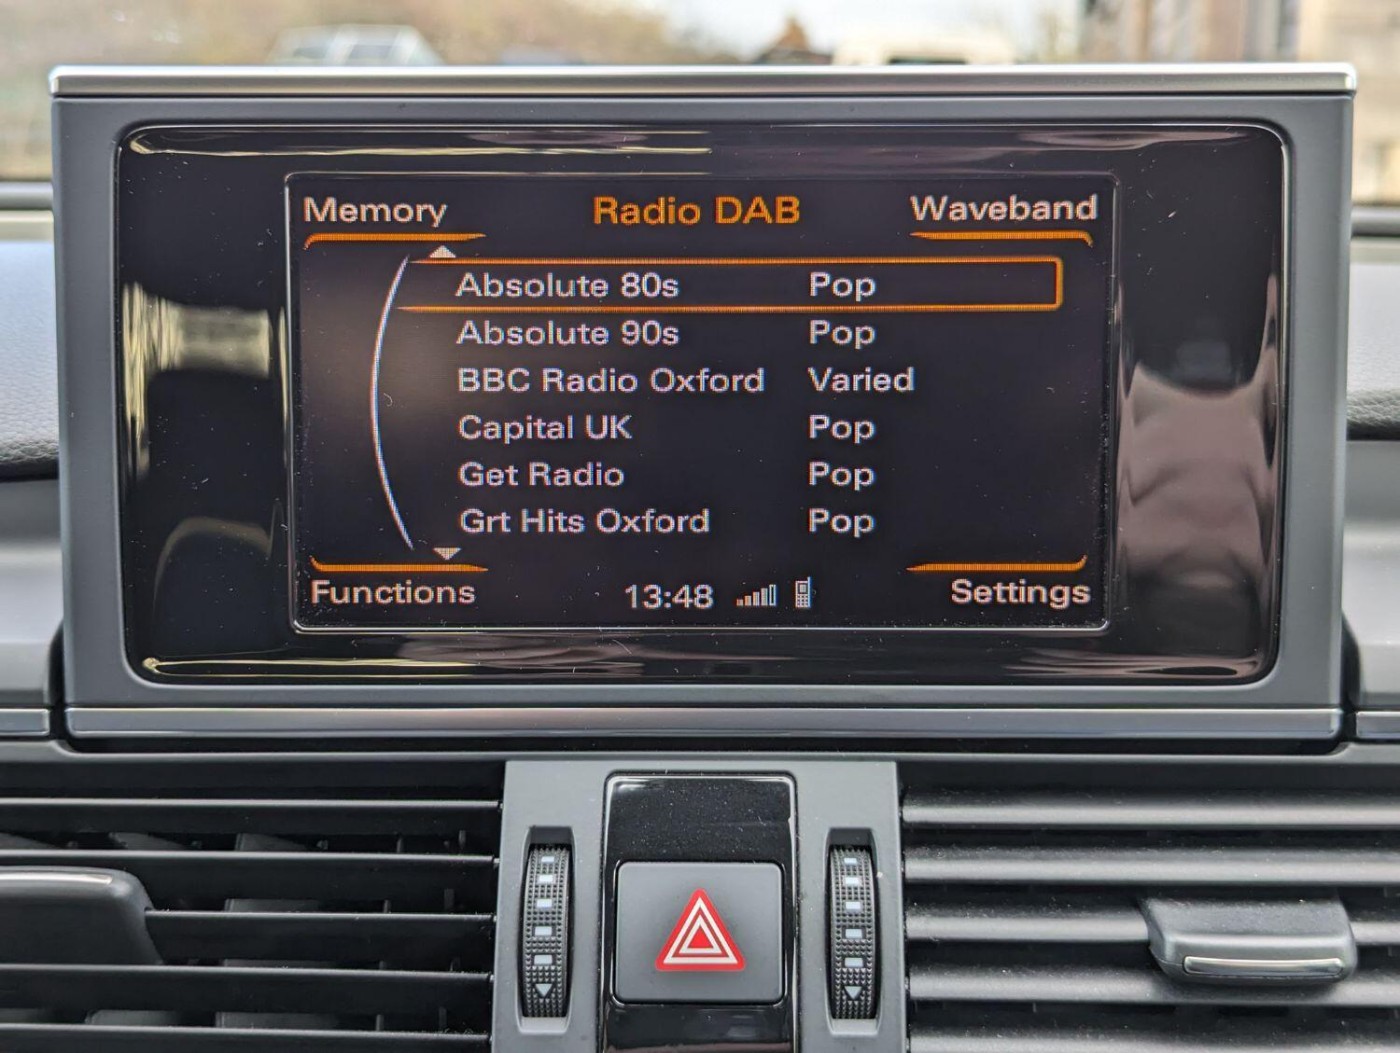 Memory Radio DAB Waveband
Absolute 80s Pop
Absolute 90s Pop
BBC Radio Oxford Varied
Capital UK Pop
Get Radio Pop
Grt Hits Oxford Pop
Functions 13:48 Settings